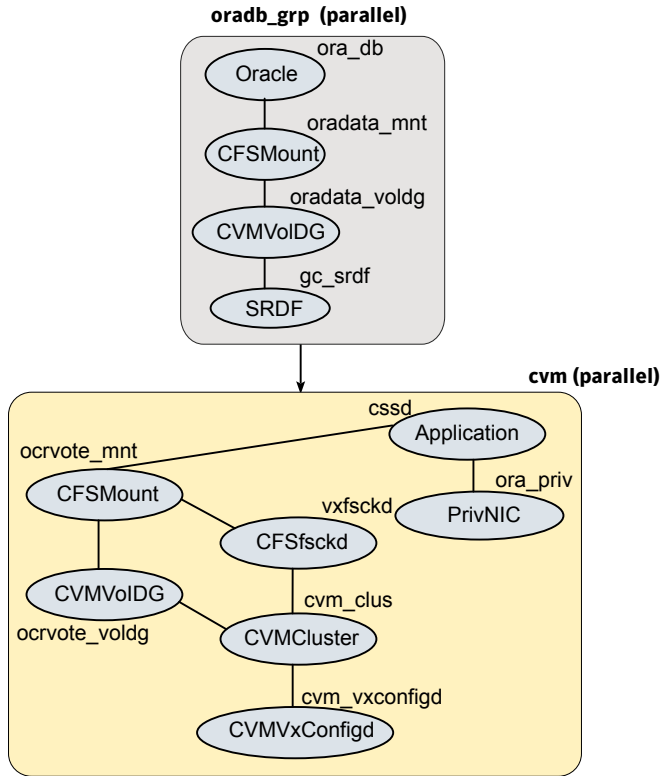 oradb_grp (parallel)
ora_db
Oracle
oradata_mnt
CFSMount
oradata_voldg
CVMVolDG
gc_srdf
SRDF
cvm (parallel)
cssd
Application
ocrvote_mnt
CFSMount
ora_priv
PrivNIC
vxfsckd
CFSfsckd
CVMVolDG
ocrvote_voldg
cvm_clus
CVMCluster
cvm_vxconfigd
CVMVxConfigd